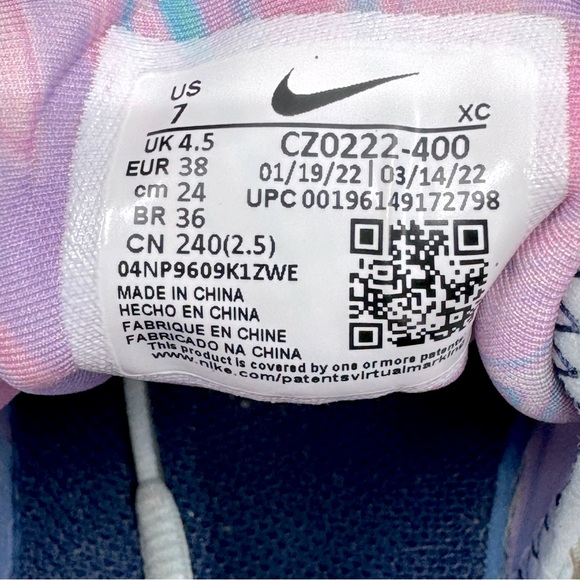 US
7
XC
UK 4.5
EUR 38
cm 24
BR 36
CN 240(2.5)
CZ0222-400
01/19/22 | 03/14/22
UPC 00196149172798
04NP9609K1ZWE
MADE IN CHINA
HECHO EN CHINA
FABRIQUE EN CHINE
FABRICADO NA CHINA
This product is covered by one or more patents.
www.nike.com/patentsvirtualmarking